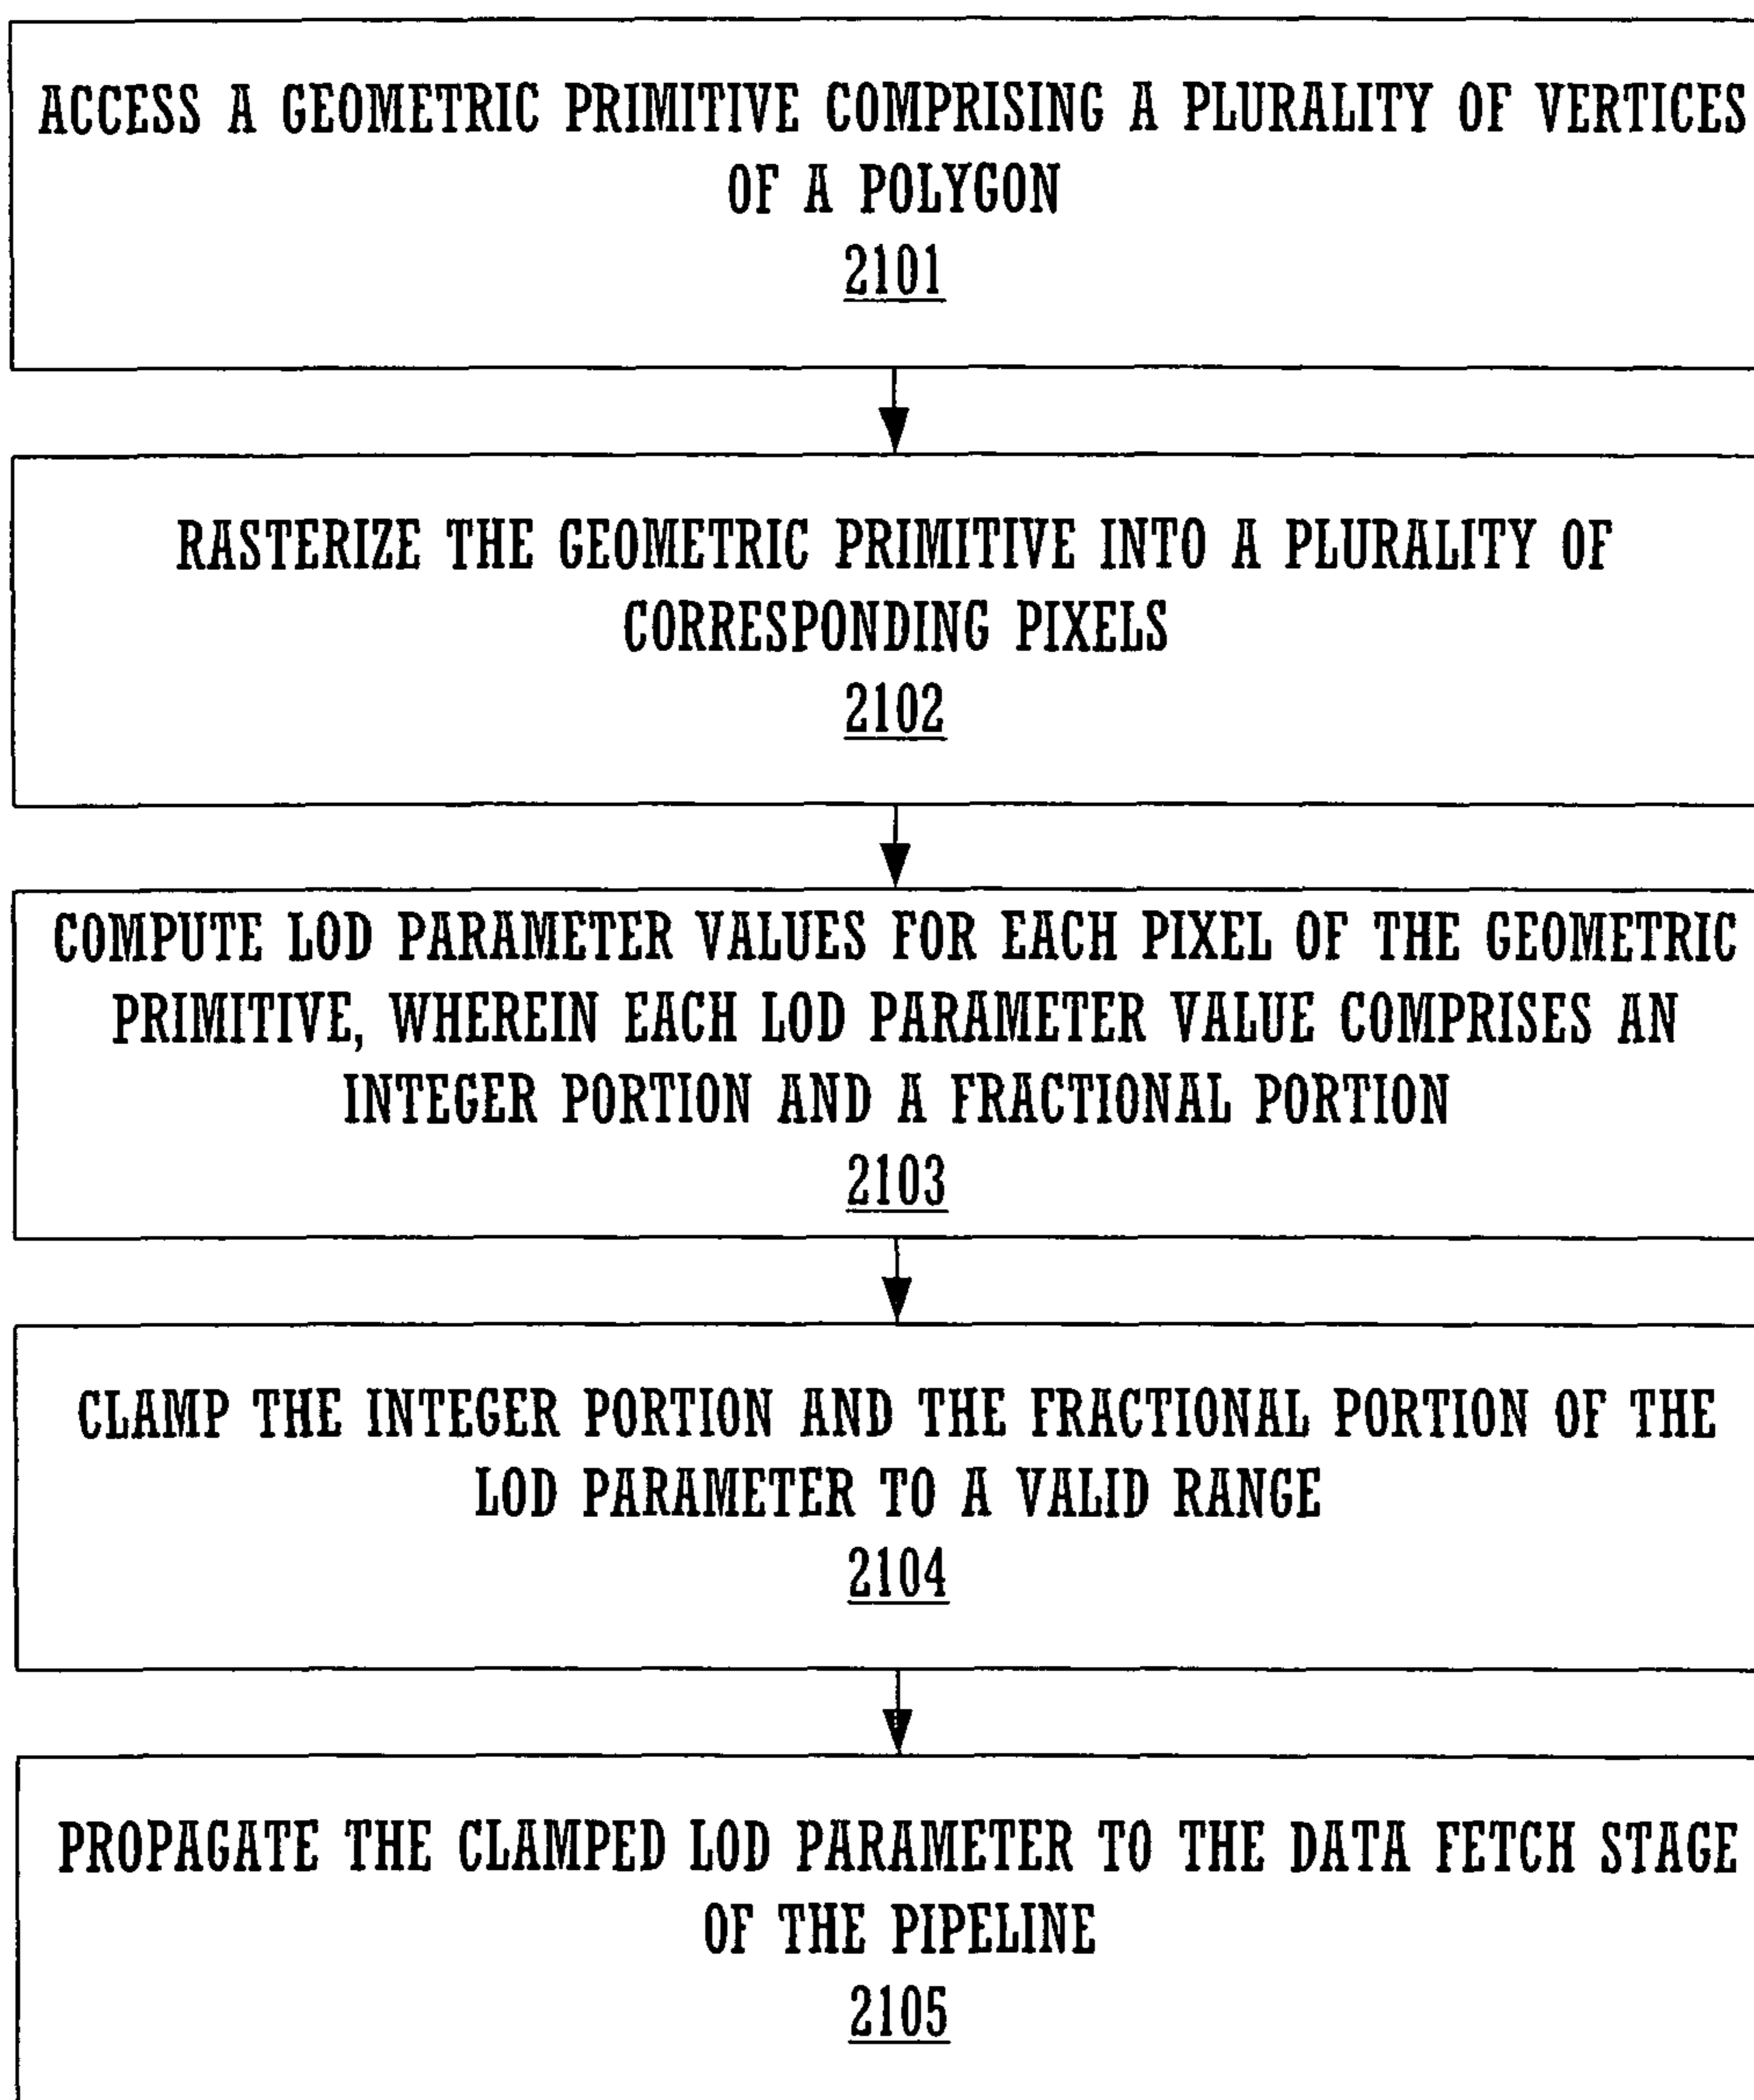 ACCESS A GEOMETRIC PRIMITIVE COMPRISING A PLURALITY OF VERTICES
OF A POLYGON
2101
RASTERIZE THE GEOMETRIC PRIMITIVE INTO A PLURALITY OF
CORRESPONDING PIXELS
2102
COMPUTE LOD PARAMETER VALUES FOR EACH PIXEL OF THE GEOMETRIC
PRIMITIVE, WHEREIN EACH LOD PARAMETER VALUE COMPRISES AN
INTEGER PORTION AND A FRACTIONAL PORTION
2103
CLAMP THE INTEGER PORTION AND THE FRACTIONAL PORTION OF THE
LOD PARAMETER TO A VALID RANGE
2104
PROPAGATE THE CLAMPED LOD PARAMETER TO THE DATA FETCH STAGE
OF THE PIPELINE
2105